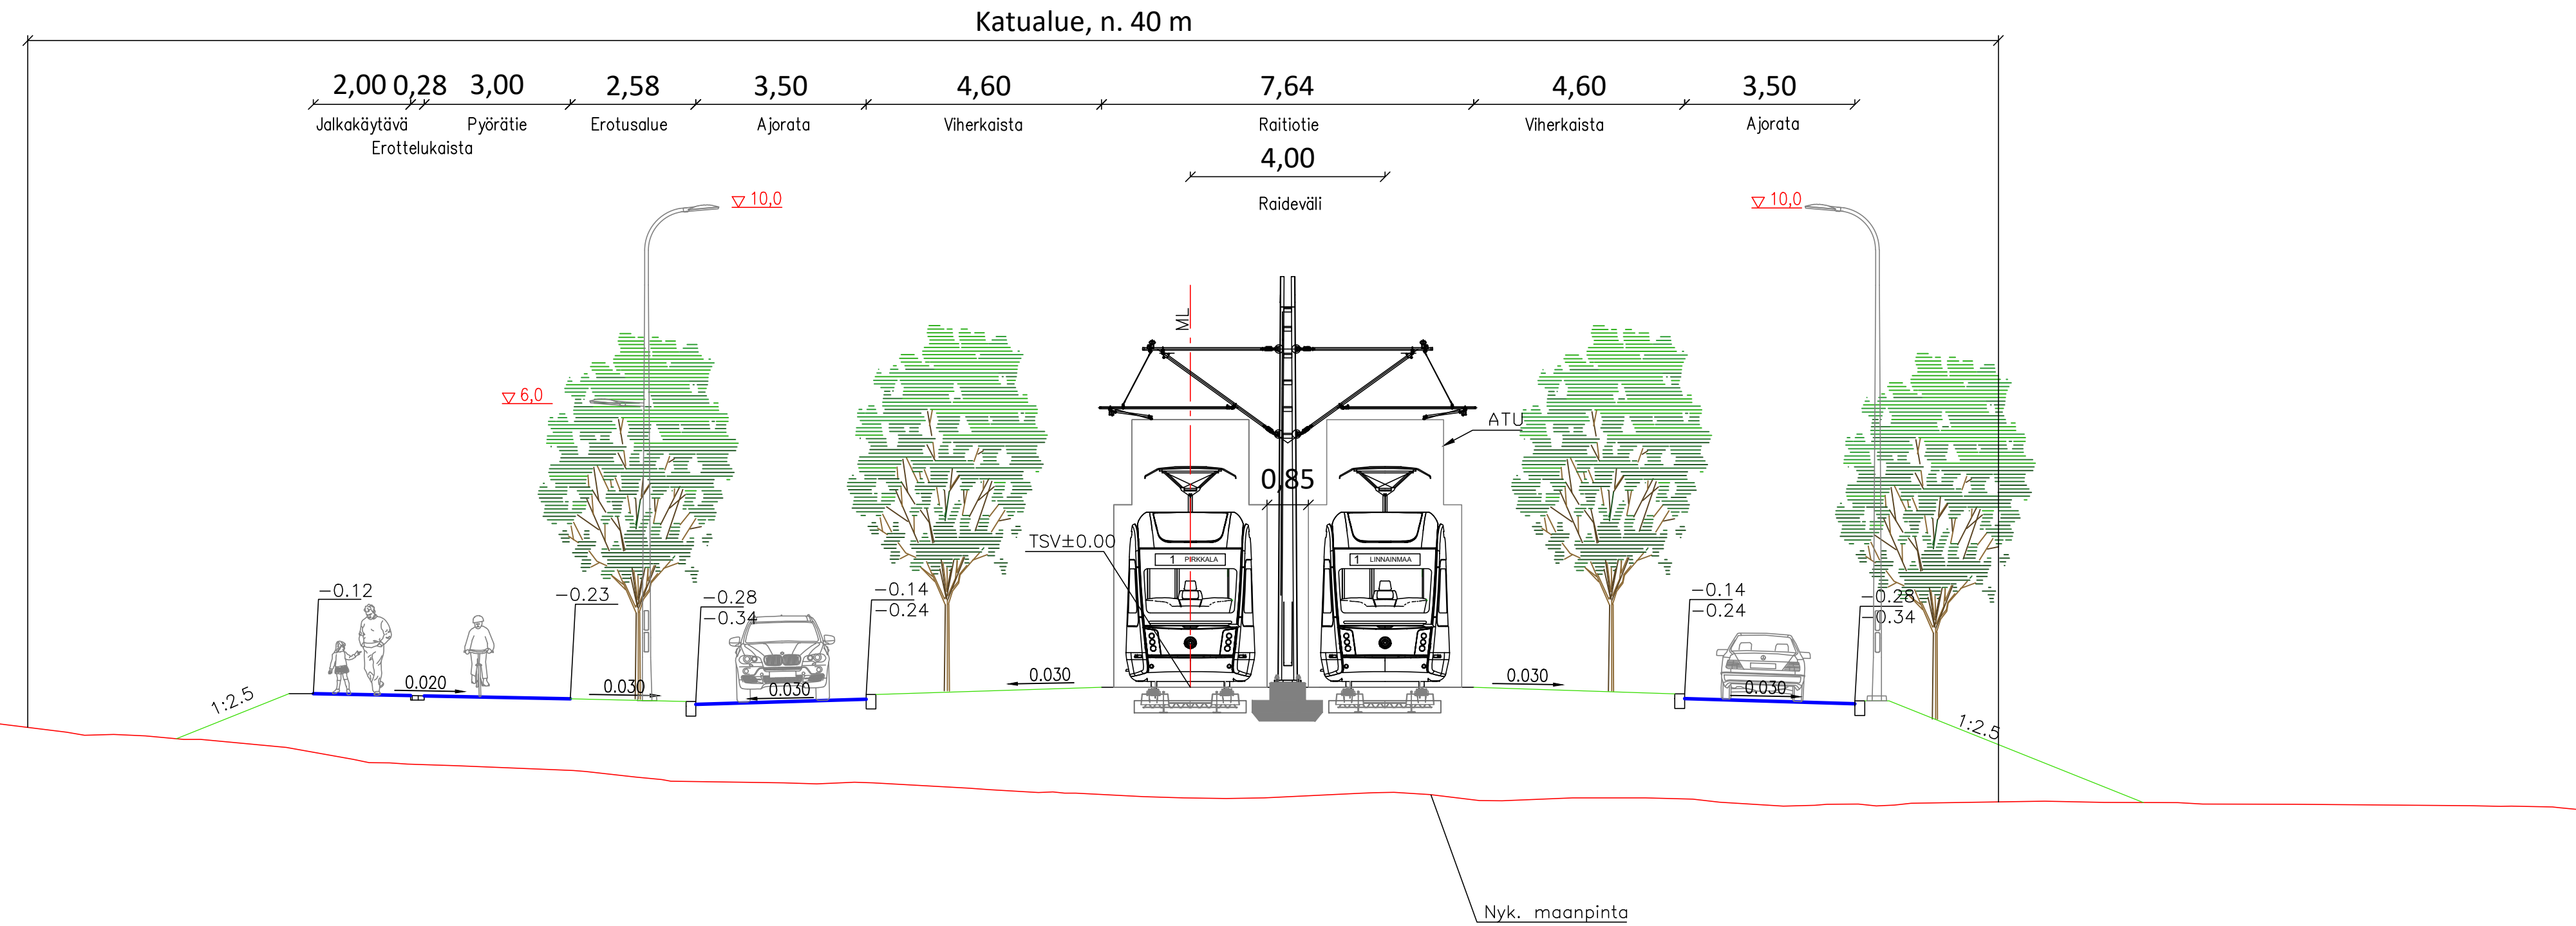 Katualue, n. 40 m
2,00 0,28 3,00 2,58 3,50 4,60 7,64 4,60 3,50
Jalkakäytävä Pyörätie Erotusalue Ajorata Viherkaista Raitiotie Viherkaista Ajorata
Erottelukaista
4,00
Raideväli
10,0
10,0
ML
6,0
ATU
0,85
TSV±0.00
1 PIRKKALA
1 LINNAINMAA
-0.12
-0.23
-0.28
-0.34
-0.14
-0.24
-0.14
-0.24
-0.28
-0.34
1:2.5
0.020
0.030
0.030
0.030
0.030
0.030
1:2.5
Nyk. maanpinta